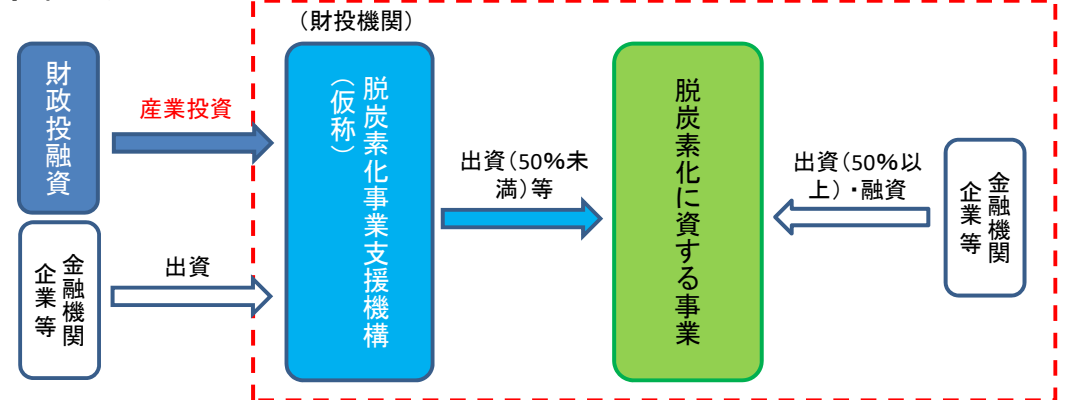 （財投機関）
財政投融資
産業投資
金融機関
企業等
出資
脱炭素化事業支援機構
（仮称）
出資（50％未
満）等
脱炭素化に資する事業
出資（50％以
上）・融資
金融機関
企業等